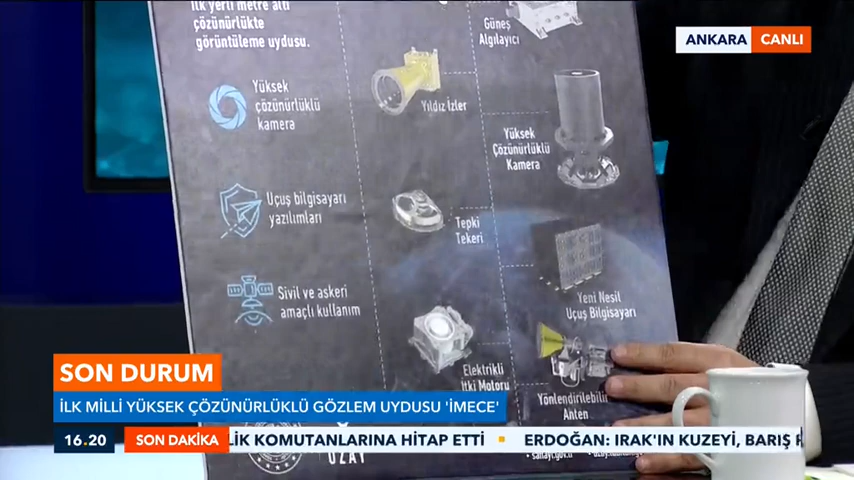 İlk yerli metre altı
çözünürlükte
görüntüleme uydusu.
Yüksek
çözünürlüklü
kamera
Uçuş bilgisayarı
yazılımları
Sivil ve askeri
amaçlı kullanım
Yıldız İzler
Tepki
Tekeri
Elektrikli
İtki Motoru
Güneş
Algılayıcı
Yüksek
Çözünürlüklü
Kamera
Yeni Nesil
Uçuş Bilgisayarı
Yönlendirilebilir
Anten
UZAY
ANKARA CANLI
SON DURUM
İLK MİLLİ YÜKSEK ÇÖZÜNÜRLÜKLÜ GÖZLEM UYDUSU 'İMECE'
16.20 SON DAKİKA LİK KOMUTANLARINA HİTAP ETTİ ERDOĞAN: IRAK'IN KUZEYİ, BARIŞ